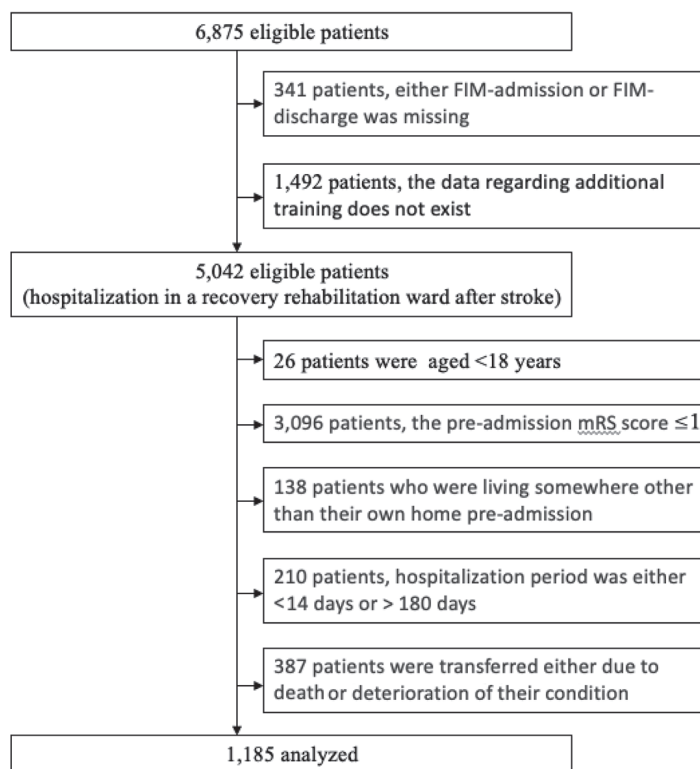 6,875 eligible patients
341 patients, either FIM-admission or FIM-
discharge was missing
1,492 patients, the data regarding additional
training does not exist
5,042 eligible patients
(hospitalization in a recovery rehabilitation ward after stroke)
26 patients were aged <18 years
3,096 patients, the pre-admission mRS score ≤1
138 patients who were living somewhere other
than their own home pre-admission
210 patients, hospitalization period was either
<14 days or > 180 days
387 patients were transferred either due to
death or deterioration of their condition
1,185 analyzed